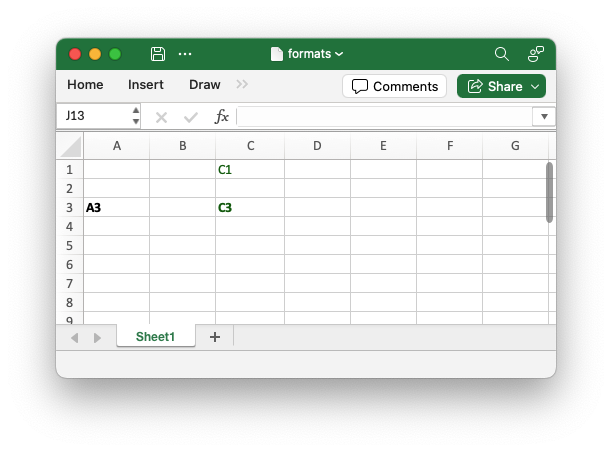 formats
Home Insert Draw Comments Share
J13 fx
A B C D E F G
1 C1
2
3 A3 C3
4
5
6
7
8
9
Sheet1 +